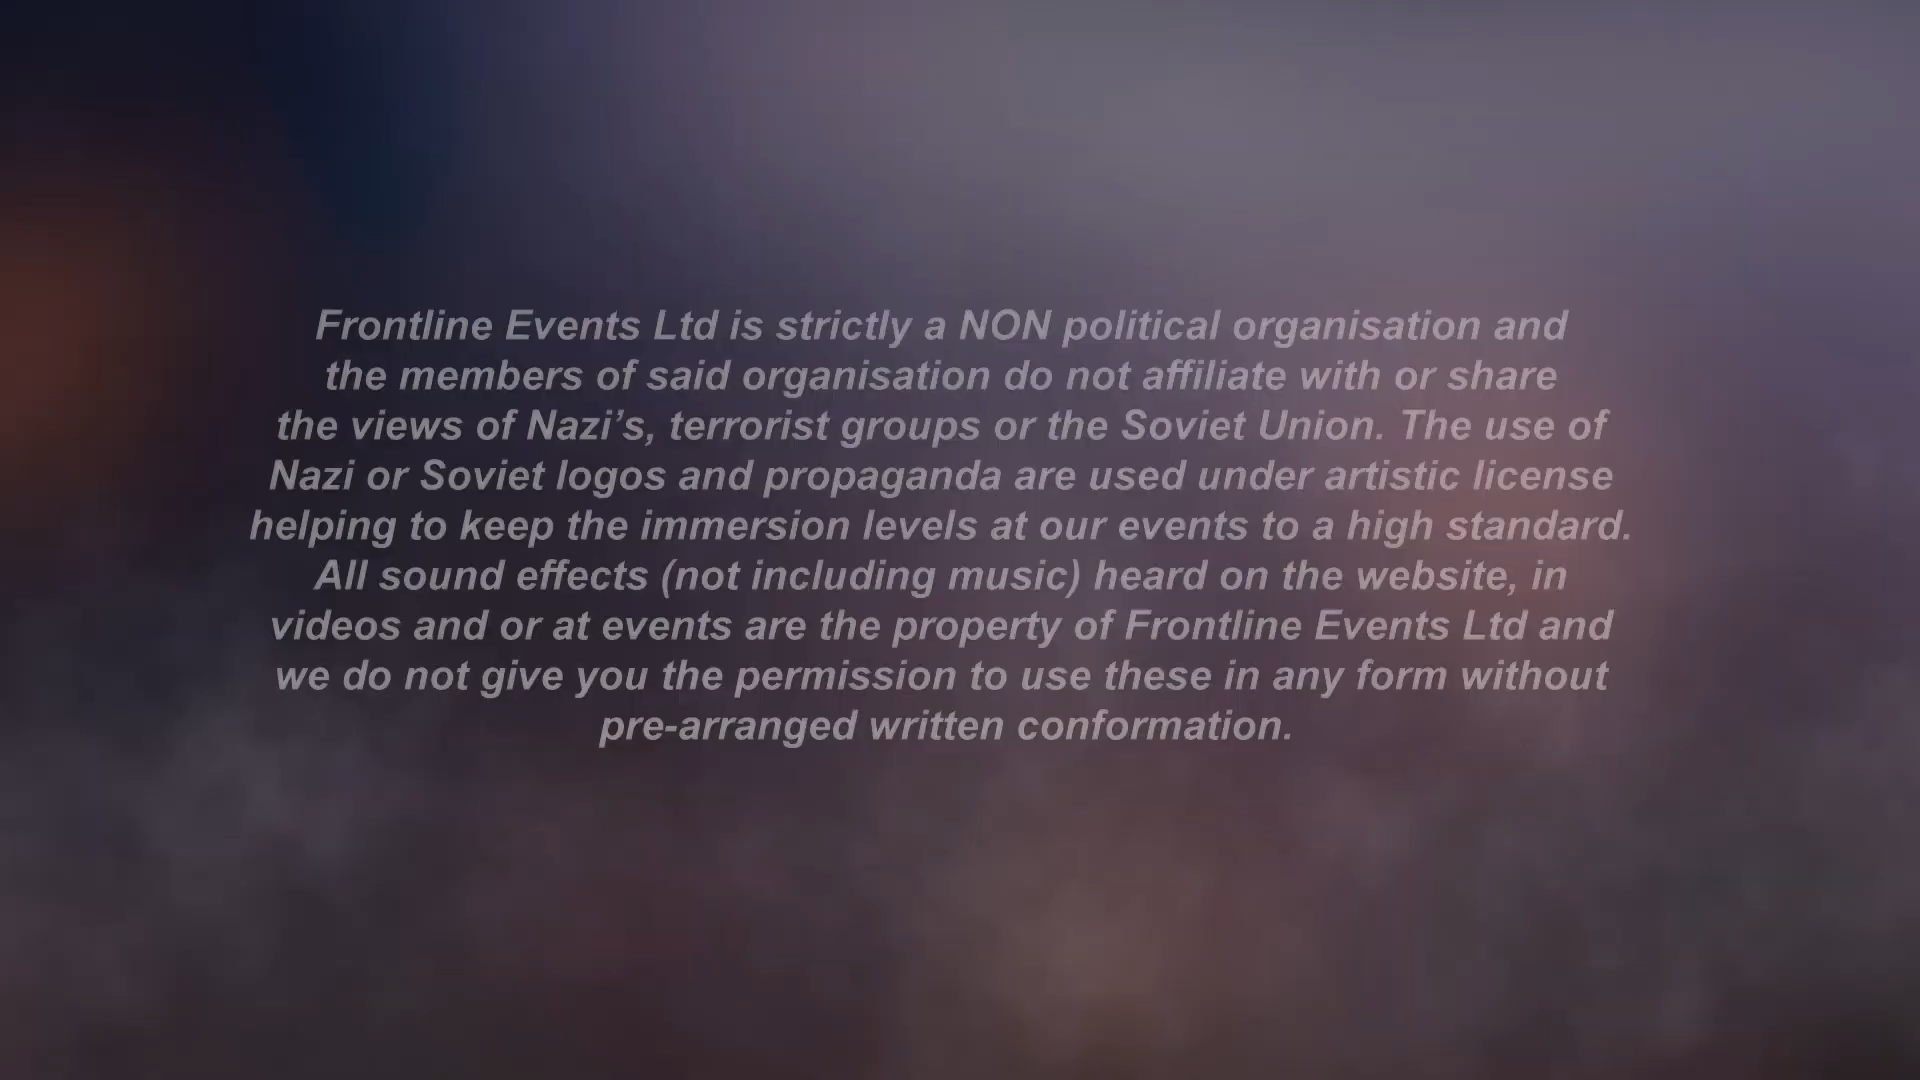 Frontline Events Ltd is strictly a NON political organisation and
the members of said organisation do not affiliate with or share
the views of Nazi’s, terrorist groups or the Soviet Union. The use of
Nazi or Soviet logos and propaganda are used under artistic license
helping to keep the immersion levels at our events to a high standard.
All sound effects (not including music) heard on the website, in
videos and or at events are the property of Frontline Events Ltd and
we do not give you the permission to use these in any form without
pre-arranged written conformation.